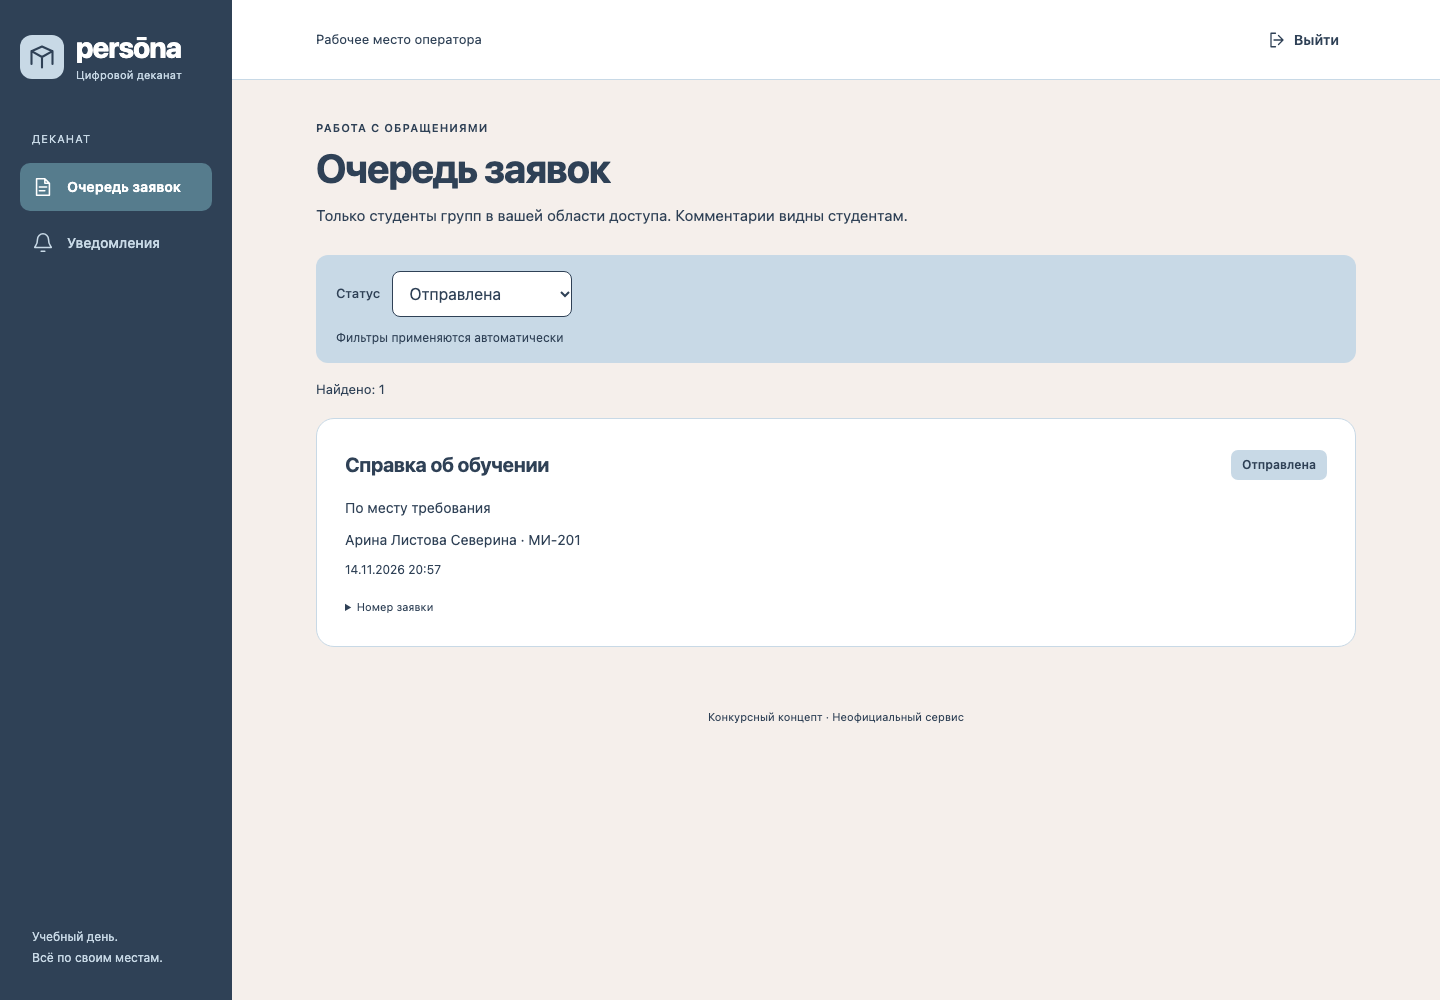 persōna
Цифровой деканат
ДЕКАНАТ
Очередь заявок
Уведомления
Учебный день.
Всё по своим местам.
Рабочее место оператора
Выйти
РАБОТА С ОБРАЩЕНИЯМИ
Очередь заявок
Только студенты групп в вашей области доступа. Комментарии видны студентам.
Статус
Отправлена
Фильтры применяются автоматически
Найдено: 1
Справка об обучении
Отправлена
По месту требования
Арина Листова Северина · МИ-201
14.11.2026 20:57
Номер заявки
Конкурсный концепт · Неофициальный сервис